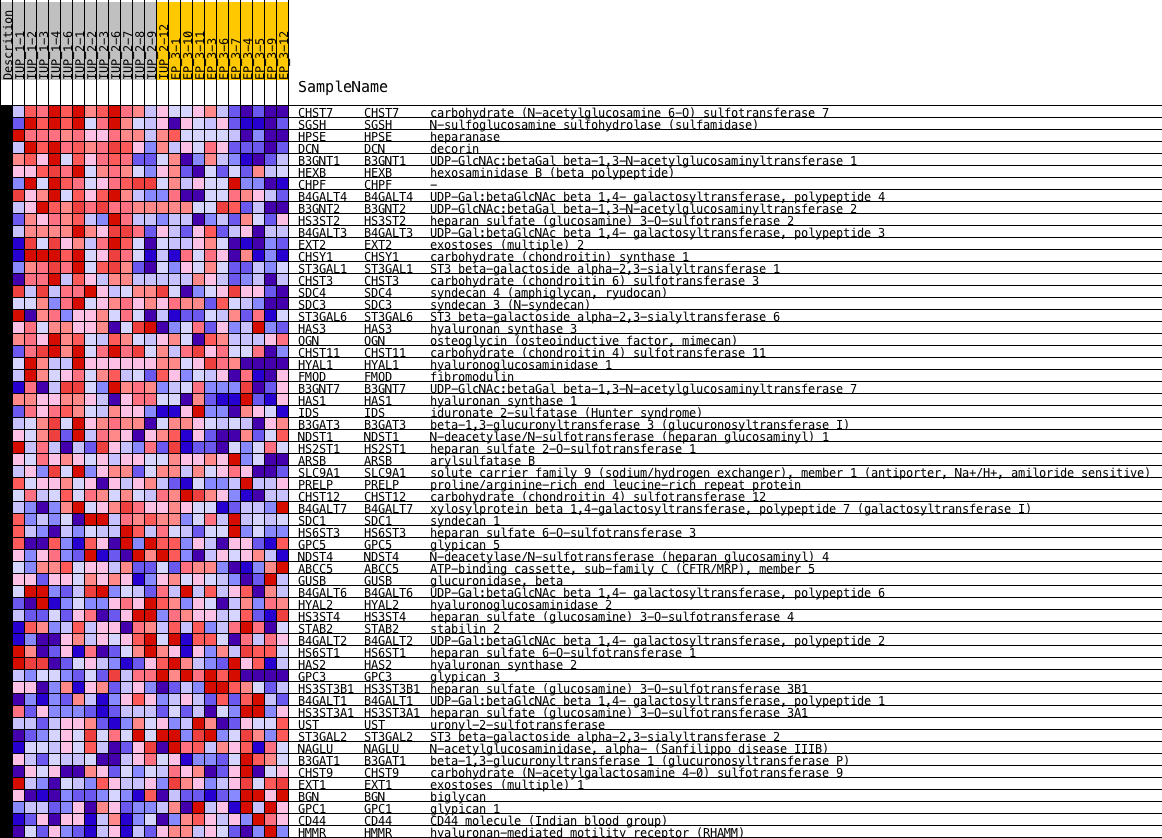 Descrition
IUP_1-1
IUP_1-2
IUP_1-3
IUP_1-4
IUP_1-6
IUP_2-1
IUP_2-2
IUP_2-3
IUP_2-6
IUP_2-7
IUP_2-8
IUP_2-9
IUP_2-12
EP_3-1
EP_3-10
EP_3-11
EP_3-3
EP_3-6
EP_3-7
EP_3-4
EP_3-5
EP_3-9
EP_3-12
SampleName
CHST7 CHST7 carbohydrate (N-acetylglucosamine 6-O) sulfotransferase 7
SGSH SGSH N-sulfoglucosamine sulfohydrolase (sulfamidase)
HPSE HPSE heparanase
DCN DCN decorin
B3GNT1 B3GNT1 UDP-GlcNAc:betaGal beta-1,3-N-acetylglucosaminyltransferase 1
HEXB HEXB hexosaminidase B (beta polypeptide)
CHPF CHPF -
B4GALT4 B4GALT4 UDP-Gal:betaGlcNAc beta 1,4- galactosyltransferase, polypeptide 4
B3GNT2 B3GNT2 UDP-GlcNAc:betaGal beta-1,3-N-acetylglucosaminyltransferase 2
HS3ST2 HS3ST2 heparan sulfate (glucosamine) 3-O-sulfotransferase 2
B4GALT3 B4GALT3 UDP-Gal:betaGlcNAc beta 1,4- galactosyltransferase, polypeptide 3
EXT2 EXT2 exostoses (multiple) 2
CHSY1 CHSY1 carbohydrate (chondroitin) synthase 1
ST3GAL1 ST3GAL1 ST3 beta-galactoside alpha-2,3-sialyltransferase 1
CHST3 CHST3 carbohydrate (chondroitin 6) sulfotransferase 3
SDC4 SDC4 syndecan 4 (amphiglycan, ryudocan)
SDC3 SDC3 syndecan 3 (N-syndecan)
ST3GAL6 ST3GAL6 ST3 beta-galactoside alpha-2,3-sialyltransferase 6
HAS3 HAS3 hyaluronan synthase 3
OGN OGN osteoglycin (osteoinductive factor, mimecan)
CHST11 CHST11 carbohydrate (chondroitin 4) sulfotransferase 11
HYAL1 HYAL1 hyaluronoglucosaminidase 1
FMOD FMOD fibromodulin
B3GNT7 B3GNT7 UDP-GlcNAc:betaGal beta-1,3-N-acetylglucosaminyltransferase 7
HAS1 HAS1 hyaluronan synthase 1
IDS IDS iduronate 2-sulfatase (Hunter syndrome)
B3GAT3 B3GAT3 beta-1,3-glucuronyltransferase 3 (glucuronosyltransferase I)
NDST1 NDST1 N-deacetylase/N-sulfotransferase (heparan glucosaminyl) 1
HS2ST1 HS2ST1 heparan sulfate 2-O-sulfotransferase 1
ARSB ARSB arylsulfatase B
SLC9A1 SLC9A1 solute carrier family 9 (sodium/hydrogen exchanger), member 1 (antiporter, Na+/H+, amiloride sensitive)
PRELP PRELP proline/arginine-rich end leucine-rich repeat protein
CHST12 CHST12 carbohydrate (chondroitin 4) sulfotransferase 12
B4GALT7 B4GALT7 xylosylprotein beta 1,4-galactosyltransferase, polypeptide 7 (galactosyltransferase I)
SDC1 SDC1 syndecan 1
HS6ST3 HS6ST3 heparan sulfate 6-O-sulfotransferase 3
GPC5 GPC5 glypican 5
NDST4 NDST4 N-deacetylase/N-sulfotransferase (heparan glucosaminyl) 4
ABCC5 ABCC5 ATP-binding cassette, sub-family C (CFTR/MRP), member 5
GUSB GUSB glucuronidase, beta
B4GALT6 B4GALT6 UDP-Gal:betaGlcNAc beta 1,4- galactosyltransferase, polypeptide 6
HYAL2 HYAL2 hyaluronoglucosaminidase 2
HS3ST4 HS3ST4 heparan sulfate (glucosamine) 3-O-sulfotransferase 4
STAB2 STAB2 stabilin 2
B4GALT2 B4GALT2 UDP-Gal:betaGlcNAc beta 1,4- galactosyltransferase, polypeptide 2
HS6ST1 HS6ST1 heparan sulfate 6-O-sulfotransferase 1
HAS2 HAS2 hyaluronan synthase 2
GPC3 GPC3 glypican 3
HS3ST3B1 HS3ST3B1 heparan sulfate (glucosamine) 3-O-sulfotransferase 3B1
B4GALT1 B4GALT1 UDP-Gal:betaGlcNAc beta 1,4- galactosyltransferase, polypeptide 1
HS3ST3A1 HS3ST3A1 heparan sulfate (glucosamine) 3-O-sulfotransferase 3A1
UST UST uronyl-2-sulfotransferase
ST3GAL2 ST3GAL2 ST3 beta-galactoside alpha-2,3-sialyltransferase 2
NAGLU NAGLU N-acetylglucosaminidase, alpha- (Sanfilippo disease IIIB)
B3GAT1 B3GAT1 beta-1,3-glucuronyltransferase 1 (glucuronosyltransferase P)
CHST9 CHST9 carbohydrate (N-acetylgalactosamine 4-0) sulfotransferase 9
EXT1 EXT1 exostoses (multiple) 1
BGN BGN biglycan
GPC1 GPC1 glypican 1
CD44 CD44 CD44 molecule (Indian blood group)
HMMR HMMR hyaluronan-mediated motility receptor (RHAMM)